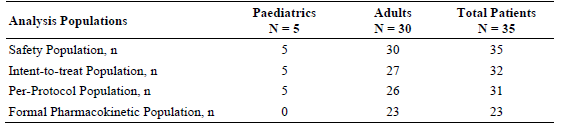 Analysis Populations Paediatrics Adults Total Patients
N = 5 N = 30 N = 35
Safety Population, n 5 30 35
Intent-to-treat Population, n 5 27 32
Per-Protocol Population, n 5 26 31
Formal Pharmacokinetic Population, n 0 23 23